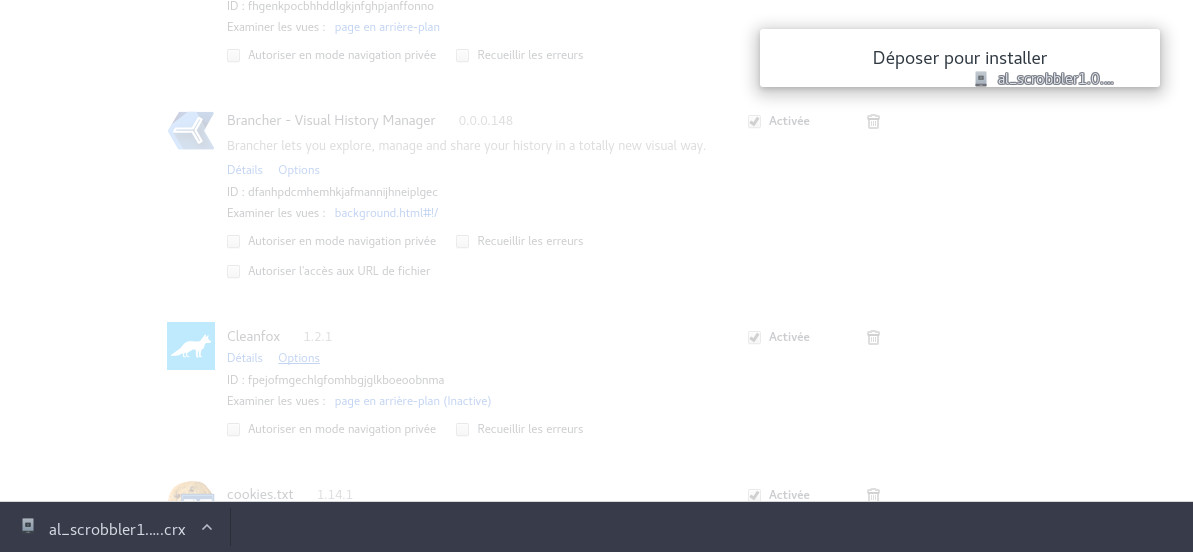 ID : fhgenkpocbhhddlgkjnfghpjanffonno
Examiner les vues : page en arrière-plan
Autoriser en mode navigation privée Recueillir les erreurs
Déposer pour installer
al_scrobbler1.0....
Brancher - Visual History Manager 0.0.0.148 Activée
Brancher lets you explore, manage and share your history in a totally new visual way.
Détails Options
ID : dfanhpdcmhemhkjafmannijhneiplgec
Examiner les vues : background.html#!/
Autoriser en mode navigation privée Recueillir les erreurs
Autoriser l'accès aux URL de fichier
Cleanfox 1.2.1 Activée
Détails Options
ID : fpejofmgechlgfomhbgjglkboeoobnma
Examiner les vues : page en arrière-plan (Inactive)
Autoriser en mode navigation privée Recueillir les erreurs
cookies.txt 1.14.1 Activée
al_scrobbler1.....crx